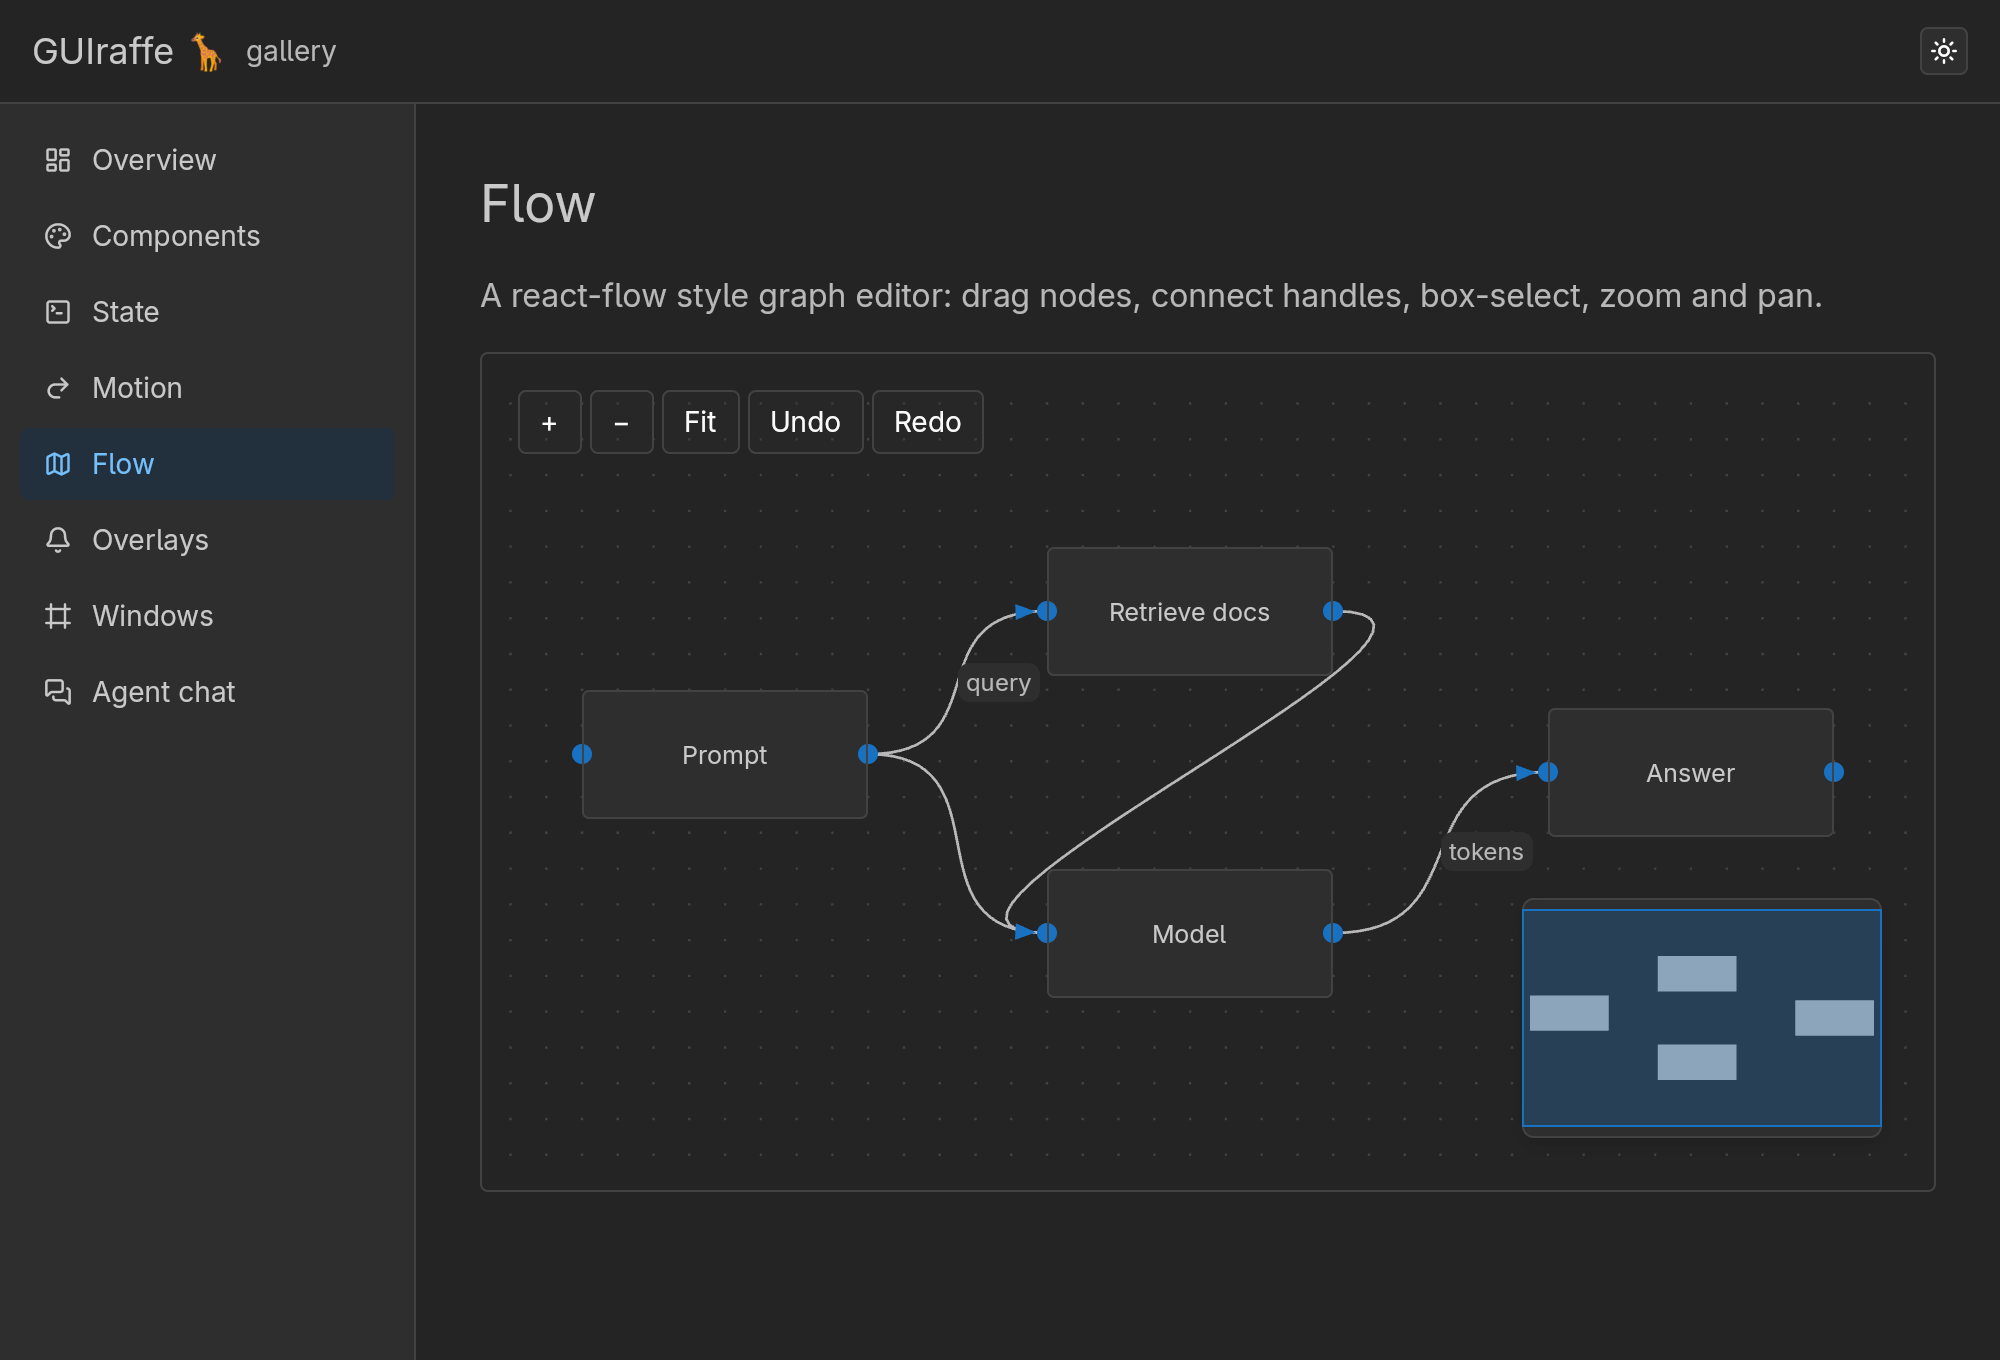 GUIraffe 🦒 gallery
Overview
Components
State
Motion
Flow
Overlays
Windows
Agent chat
Flow
A react-flow style graph editor: drag nodes, connect handles, box-select, zoom and pan.
+ − Fit Undo Redo
Retrieve docs
query
Prompt
Answer
tokens
Model